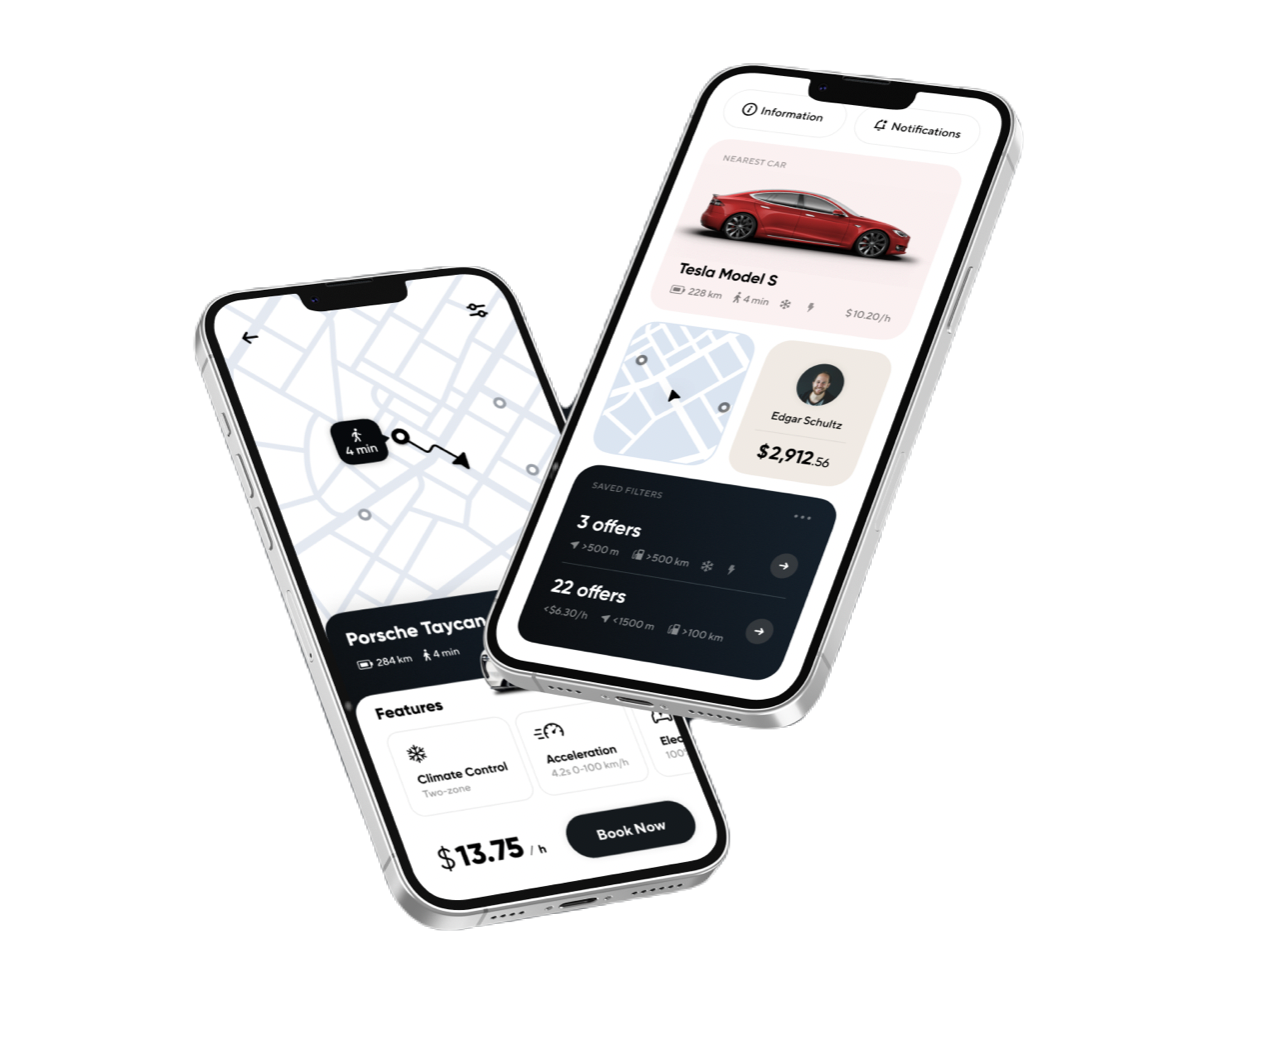 Information
Notifications
NEAREST CAR
Tesla Model S
228 km 4 min $10.20/h
Edgar Schultz
$2,912.56
SAVED FILTERS
3 offers
>500 m >500 km
22 offers
<$6.30/h <1500 m >100 km
4 min
Porsche Taycan
284 km 4 min
Features
Climate Control
Two-zone
Acceleration
4.2s 0-100 km/h
Elec
100
$13.75 / h
Book Now